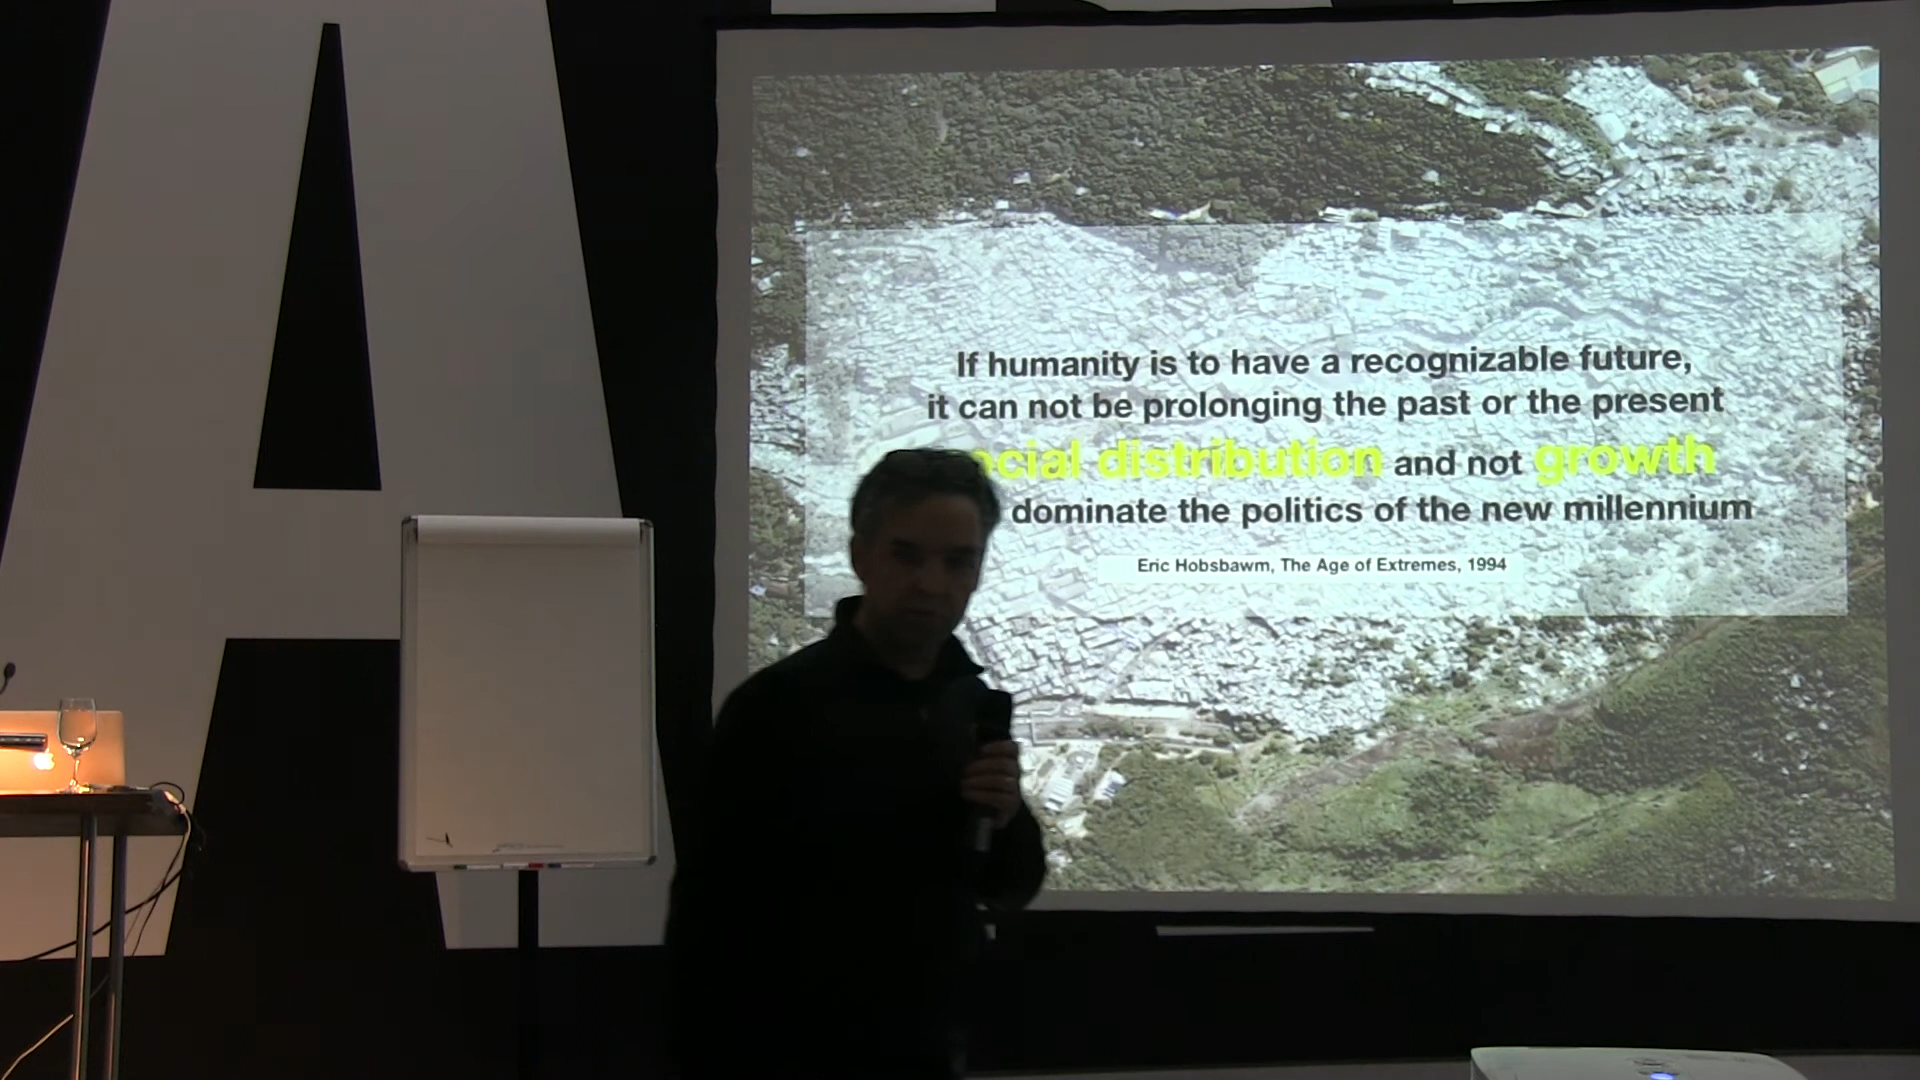 A
If humanity is to have a recognizable future,
it can not be prolonging the past or the present
distribution and not growth
dominate the politics of the new millennium
Eric Hobsbawm, The Age of Extremes, 1994